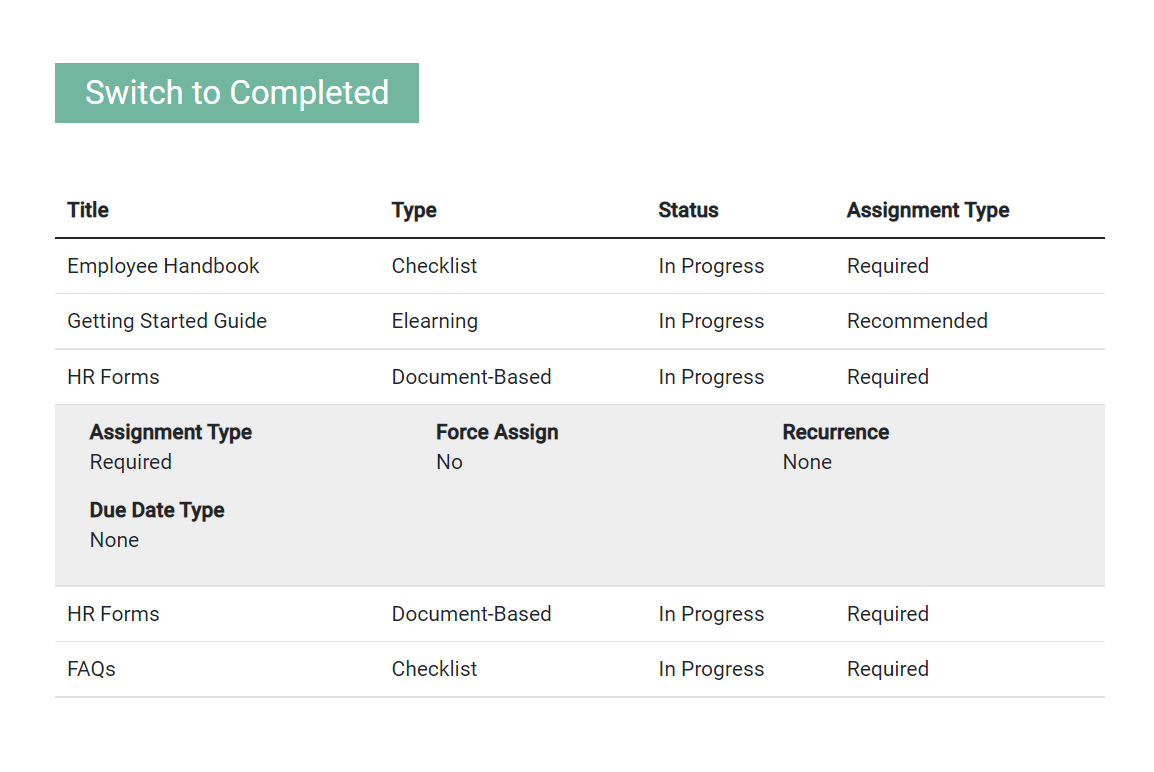 Switch to Completed
Title Type Status Assignment Type
Employee Handbook Checklist In Progress Required
Getting Started Guide Elearning In Progress Recommended
HR Forms Document-Based In Progress Required
Assignment Type Force Assign Recurrence
Required No None
Due Date Type
None
HR Forms Document-Based In Progress Required
FAQs Checklist In Progress Required